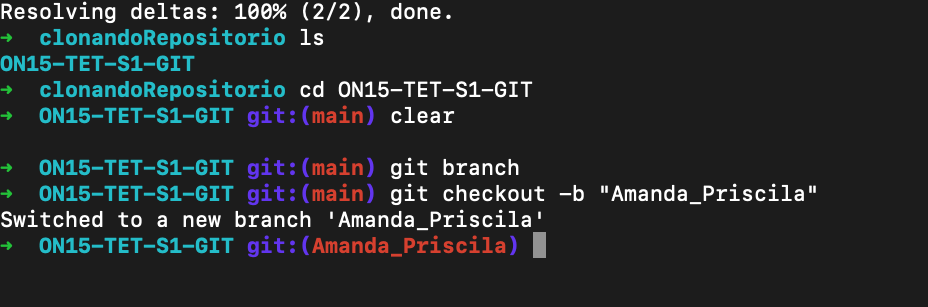 Resolving deltas: 100% (2/2), done.
➜  clonandoRepositorio ls
ON15-TET-S1-GIT
➜  clonandoRepositorio cd ON15-TET-S1-GIT
➜  ON15-TET-S1-GIT git:(main) clear
➜  ON15-TET-S1-GIT git:(main) git branch
➜  ON15-TET-S1-GIT git:(main) git checkout -b "Amanda_Priscila"
Switched to a new branch 'Amanda_Priscila'
➜  ON15-TET-S1-GIT git:(Amanda_Priscila)